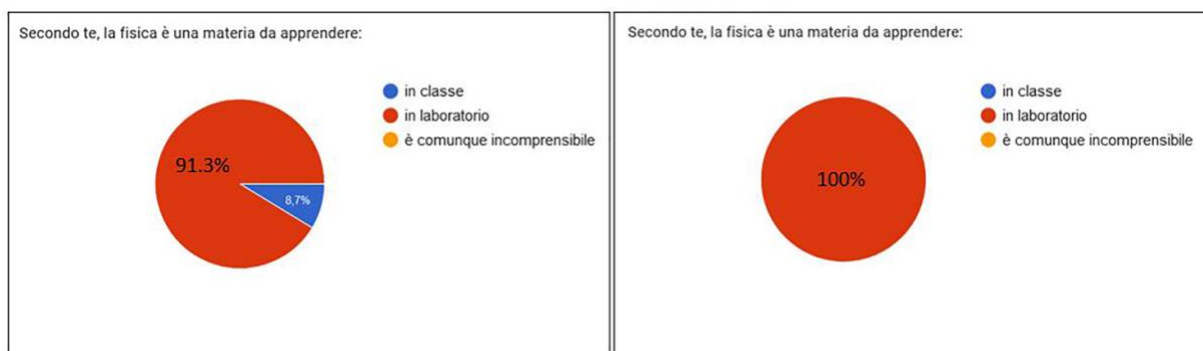 Secondo te, la fisica è una materia da apprendere:
in classe
in laboratorio
è comunque incomprensibile
91.3%
8,7%
Secondo te, la fisica è una materia da apprendere:
in classe
in laboratorio
è comunque incomprensibile
100%